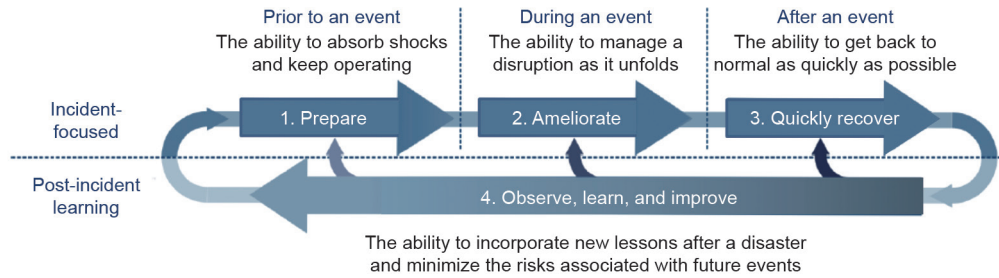 Prior to an event
The ability to absorb shocks
and keep operating
During an event
The ability to manage a
disruption as it unfolds
After an event
The ability to get back to
normal as quickly as possible
Incident-
focused
1. Prepare
2. Ameliorate
3. Quickly recover
Post-incident
learning
4. Observe, learn, and improve
The ability to incorporate new lessons after a disaster
and minimize the risks associated with future events